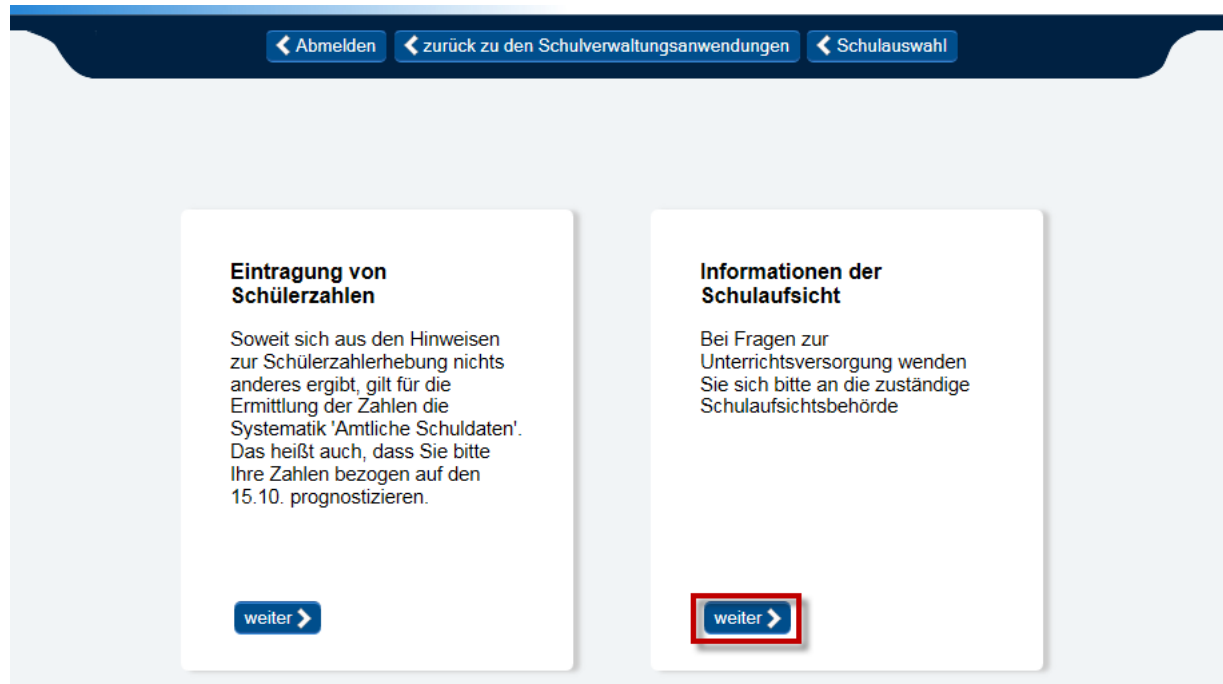 Abmelden
zurück zu den Schulverwaltungsanwendungen
Schulauswahl
Eintragung von
Schülerzahlen
Soweit sich aus den Hinweisen
zur Schülerzahlerhebung nichts
anderes ergibt, gilt für die
Ermittlung der Zahlen die
Systematik 'Amtliche Schuldaten'.
Das heißt auch, dass Sie bitte
Ihre Zahlen bezogen auf den
15.10. prognostizieren.
weiter
Informationen der
Schulaufsicht
Bei Fragen zur
Unterrichtsversorgung wenden
Sie sich bitte an die zuständige
Schulaufsichtsbehörde
weiter